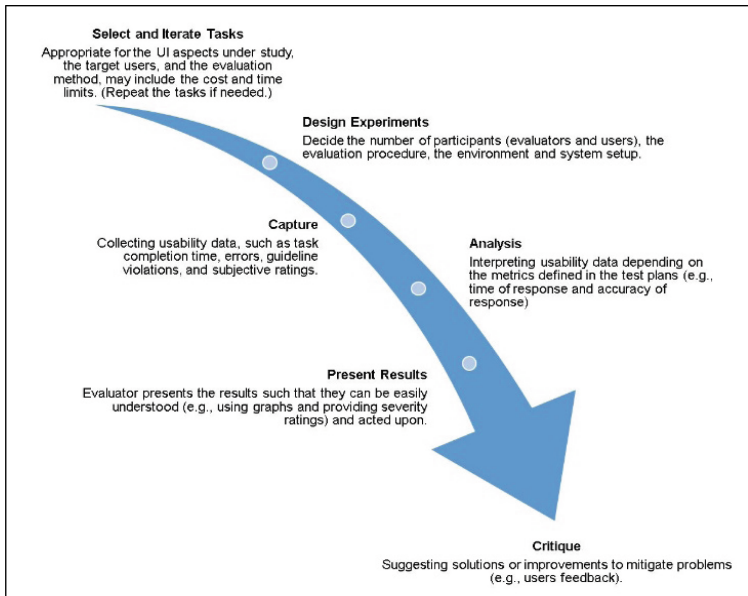 Select and Iterate Tasks
Appropriate for the UI aspects under study,
the target users, and the evaluation
method, may include the cost and time
limits. (Repeat the tasks if needed.)
Design Experiments
Decide the number of participants (evaluators and users), the
evaluation procedure, the environment and system setup.
Capture
Collecting usability data, such as task
completion time, errors, guideline
violations, and subjective ratings.
Analysis
Interpreting usability data depending on
the metrics defined in the test plans (e.g.,
time of response and accuracy of
response)
Present Results
Evaluator presents the results such that they can be easily
understood (e.g., using graphs and providing severity
ratings) and acted upon.
Critique
Suggesting solutions or improvements to mitigate problems
(e.g., users feedback).